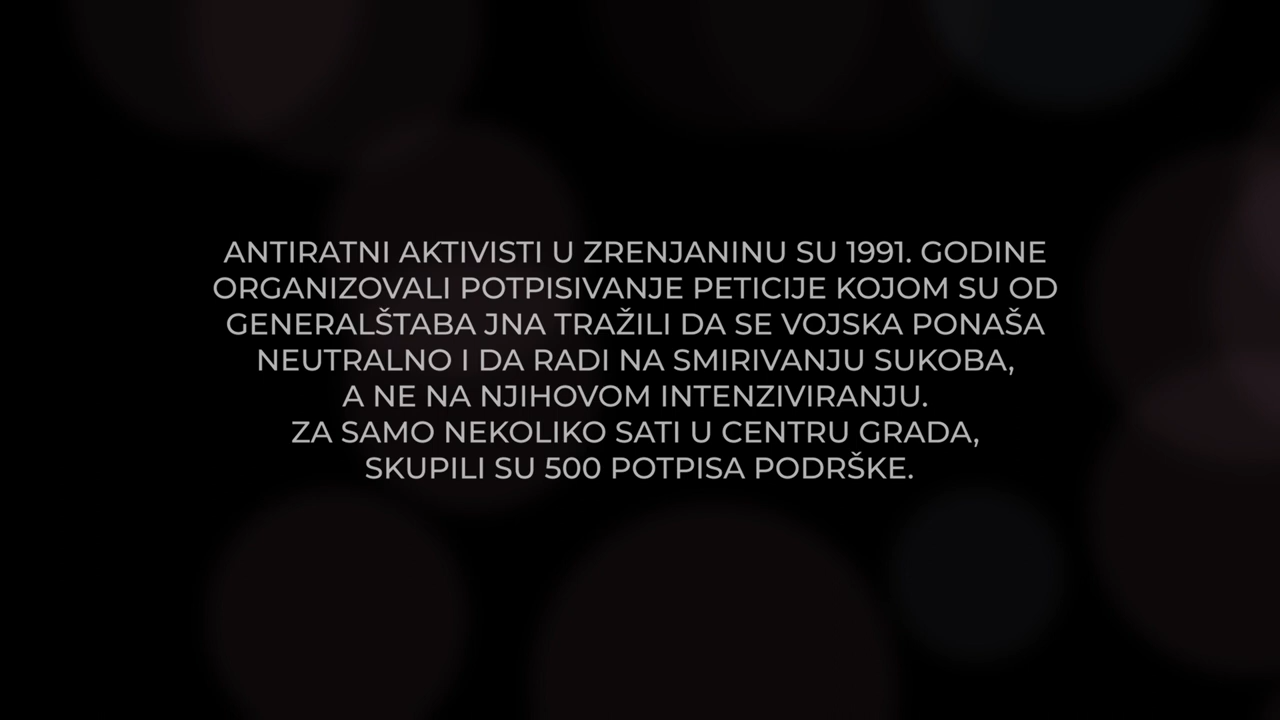 ANTIRATNI AKTIVISTI U ZRENJANINU SU 1991. GODINE
ORGANIZOVALI POTPISIVANJE PETICIJE KOJOM SU OD
GENERALŠTABA JNA TRAŽILI DA SE VOJSKA PONAŠA
NEUTRALNO I DA RADI NA SMIRIVANJU SUKOBA,
A NE NA NJIHOVOM INTENZIVIRANJU.
ZA SAMO NEKOLIKO SATI U CENTRU GRADA,
SKUPILI SU 500 POTPISA PODRŠKE.